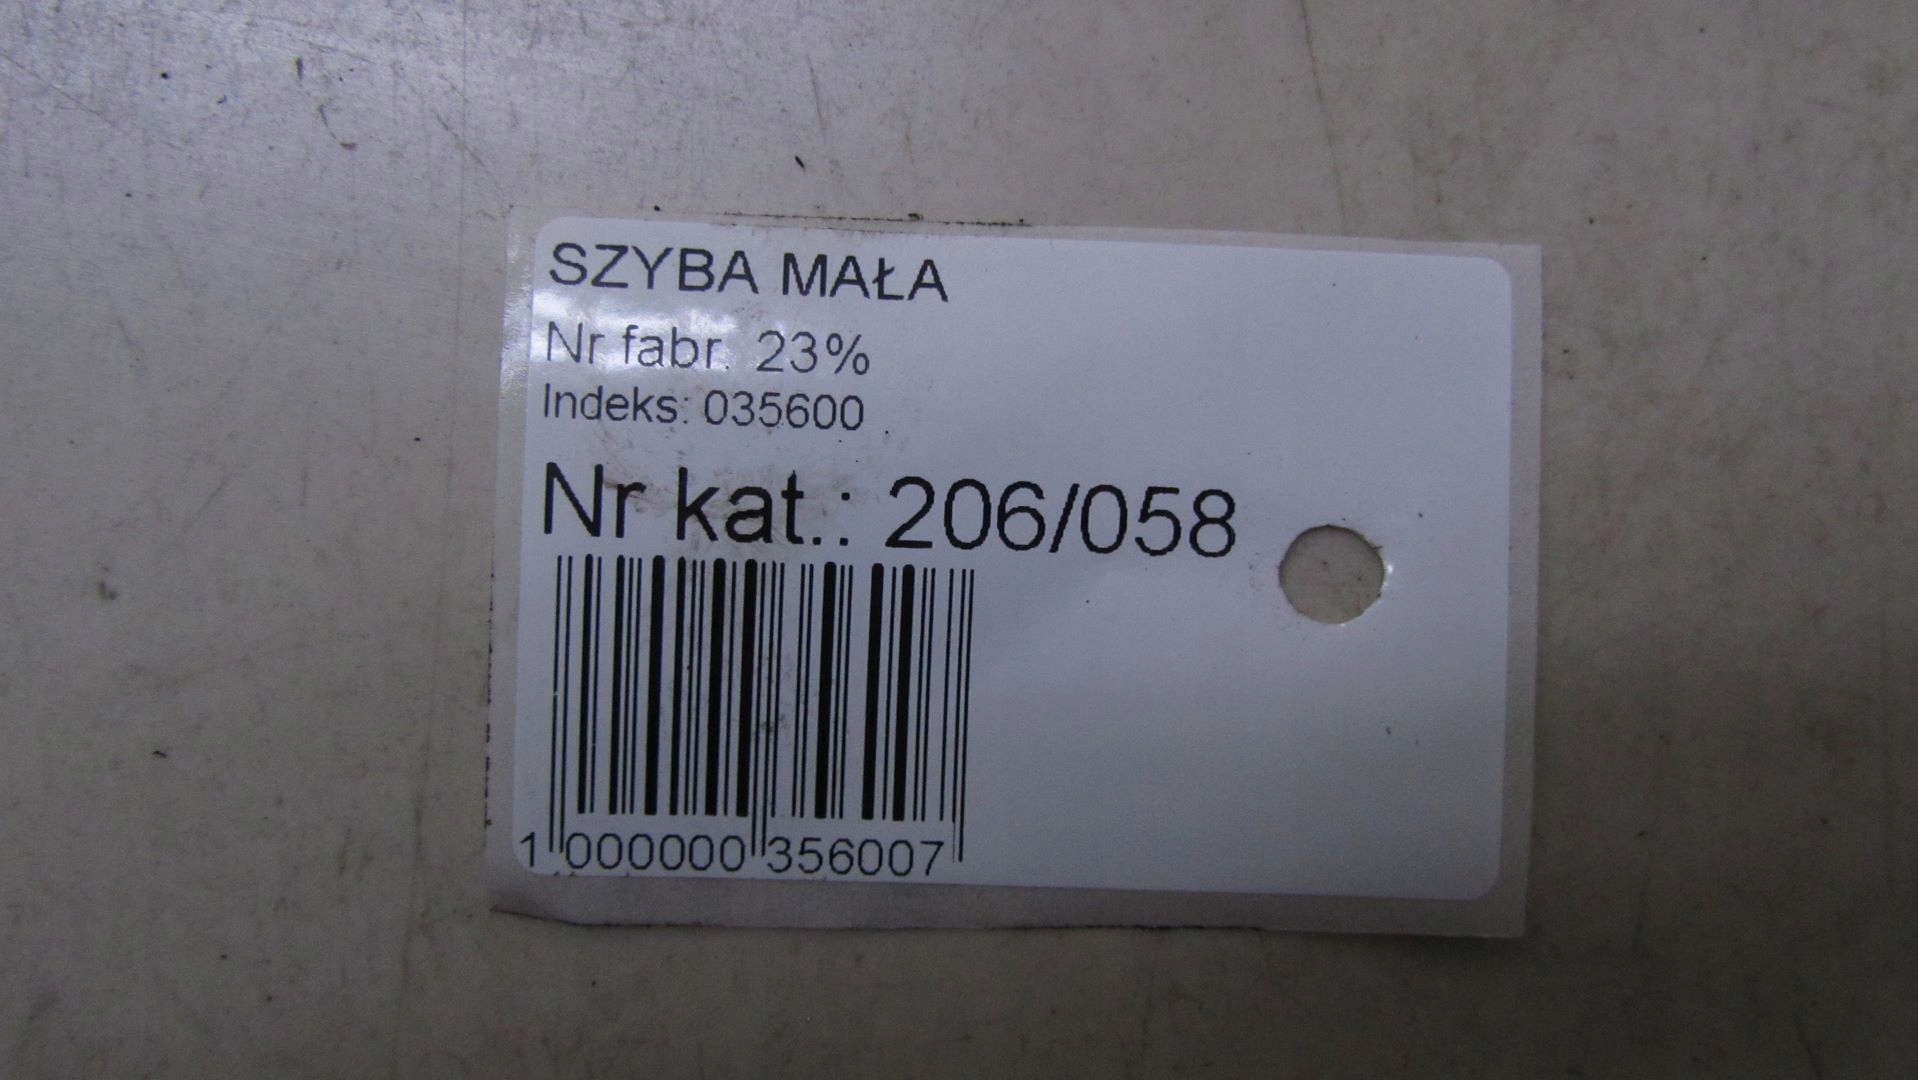 SZYBA MAŁA
Nr fabr. 23%
Indeks: 035600
Nr kat.: 206/058
1 000000 356007